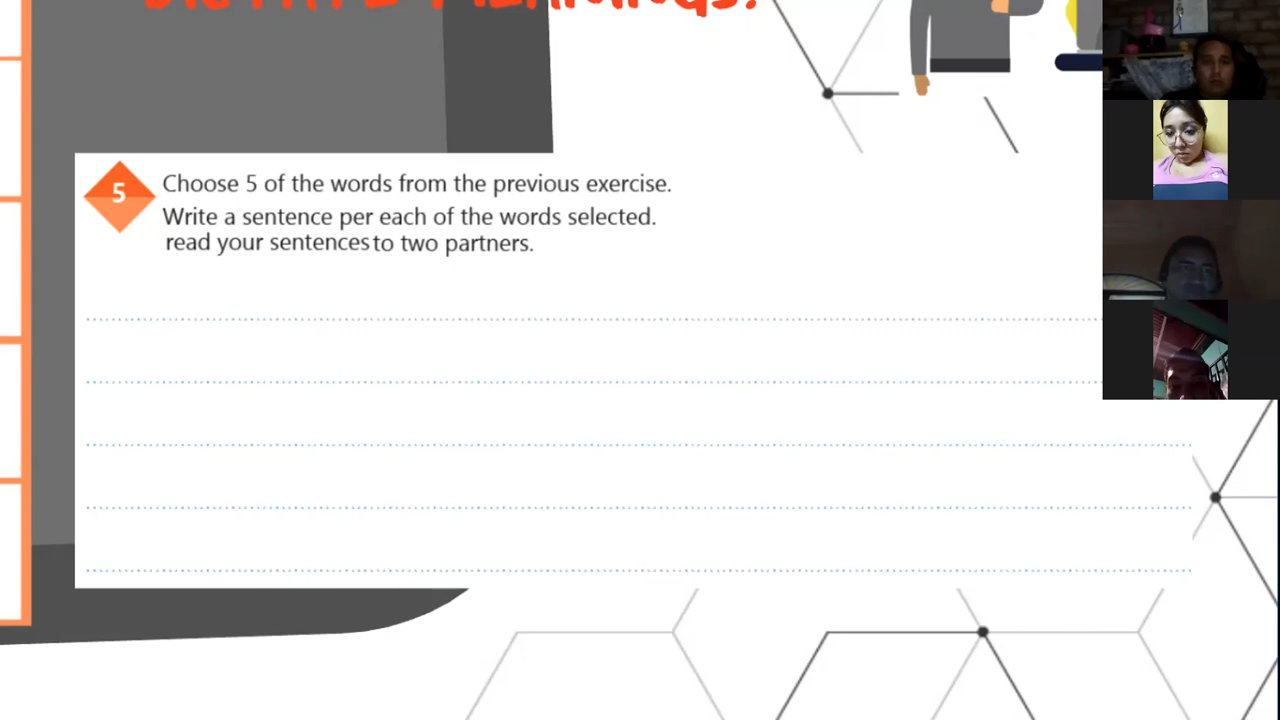 5
Choose 5 of the words from the previous exercise.
Write a sentence per each of the words selected.
read your sentences to two partners.